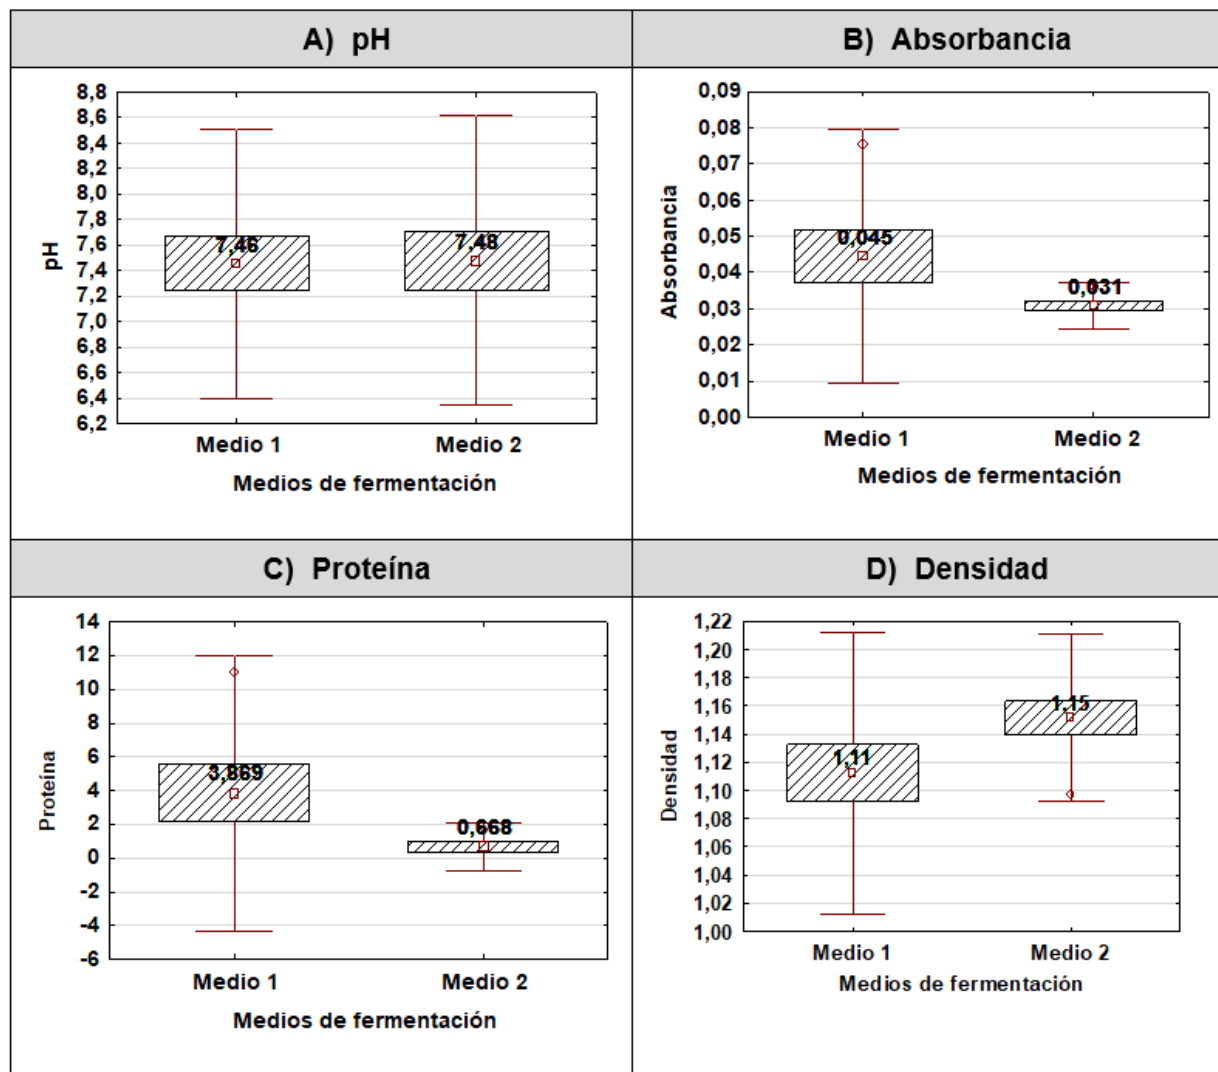 A) pH
B) Absorbancia
8,8
8,6
8,4
8,2
8,0
7,8
7,6
7,4
7,2
7,0
6,8
6,6
6,4
6,2
pH
7,46
7,48
Medio 1
Medio 2
Medios de fermentación
0,09
0,08
0,07
0,06
0,05
0,04
0,03
0,02
0,01
0,00
Absorbancia
0,045
0,031
Medio 1
Medio 2
Medios de fermentación
C) Proteína
D) Densidad
14
12
10
8
6
4
2
0
-2
-4
-6
Proteína
3,869
0,668
Medio 1
Medio 2
Medios de fermentación
1,22
1,20
1,18
1,16
1,14
1,12
1,10
1,08
1,06
1,04
1,02
1,00
Densidad
1,11
1,15
Medio 1
Medio 2
Medios de fermentación